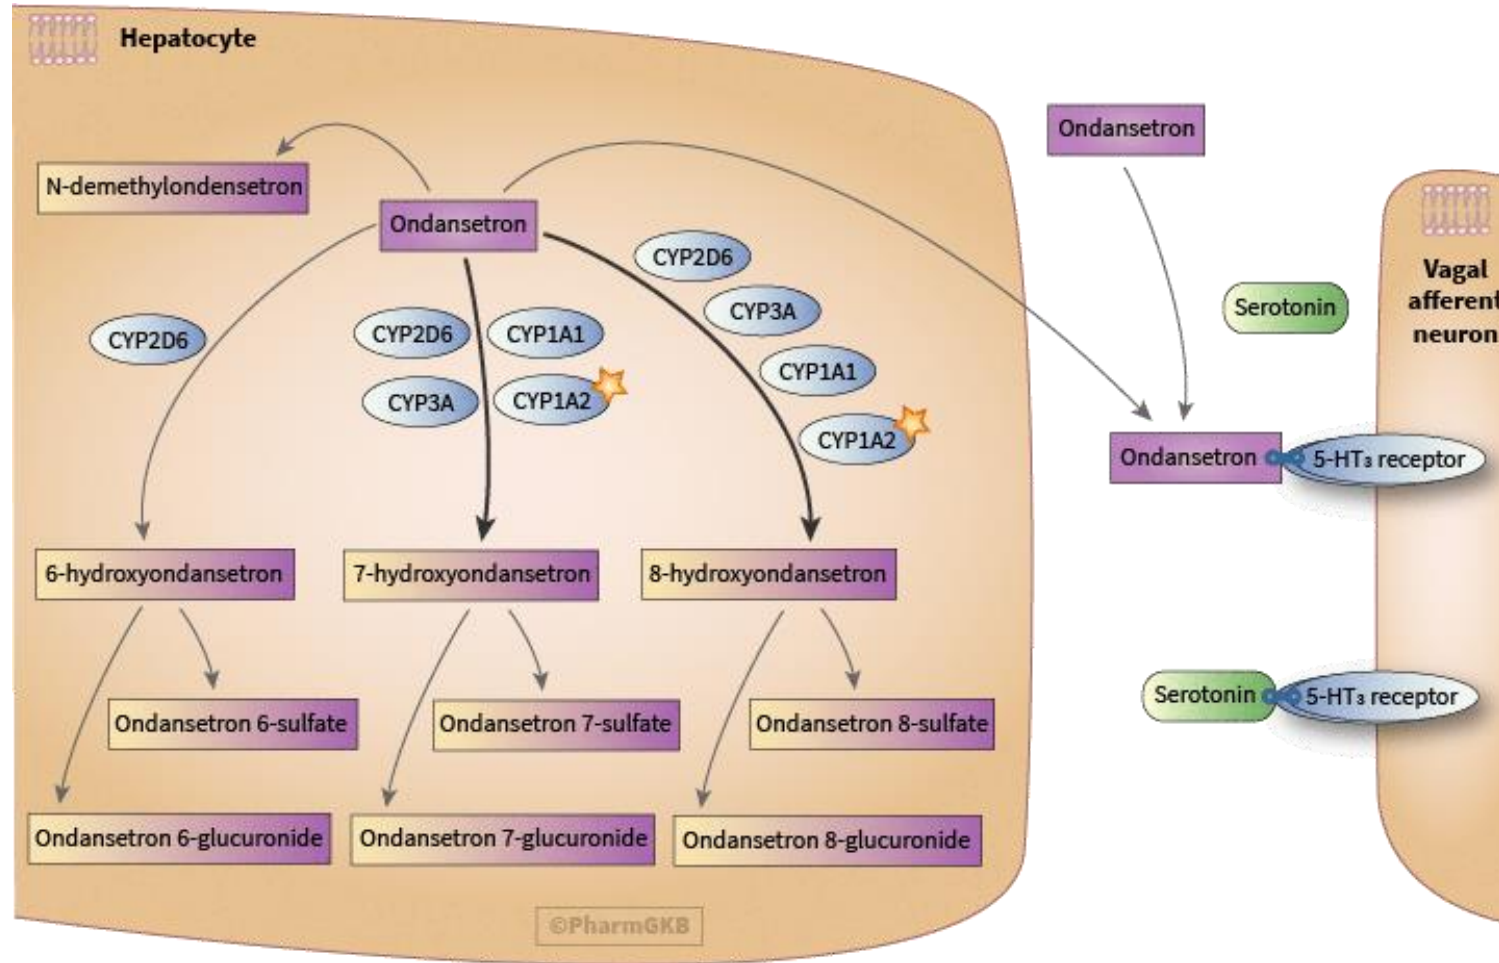 Hepatocyte
Ondansetron
N-demethylondensetron
Ondansetron
CYP2D6
CYP3A
CYP1A1
CYP1A2
CYP2D6
CYP2D6
CYP1A1
CYP3A
CYP1A2
Serotonin
Vagal
afferent
neuron
Ondansetron
5-HT₃ receptor
6-hydroxyondansetron
7-hydroxyondansetron
8-hydroxyondansetron
Serotonin
5-HT₃ receptor
Ondansetron 6-sulfate
Ondansetron 7-sulfate
Ondansetron 8-sulfate
Ondansetron 6-glucuronide
Ondansetron 7-glucuronide
Ondansetron 8-glucuronide
©PharmGKB